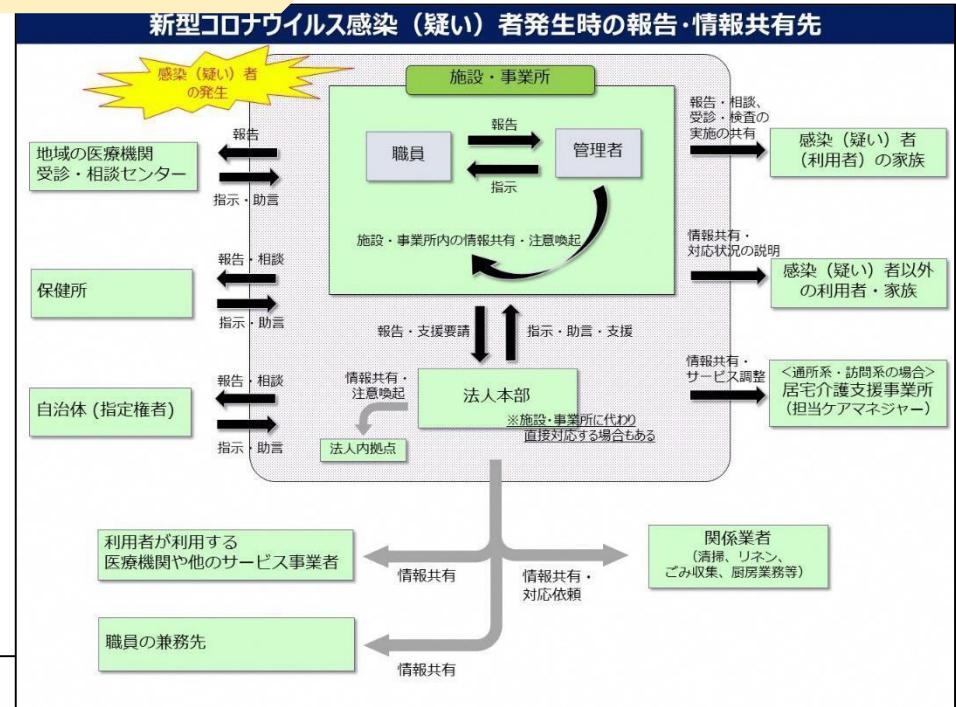 新型コロナウイルス感染（疑い）者発生時の報告・情報共有先
感染（疑い）者
の発生
施設・事業所
職員
報告
指示
管理者
施設・事業所内の情報共有・注意喚起
地域の医療機関
受診・相談センター
報告
指示・助言
保健所
報告・相談
指示・助言
自治体 (指定権者)
報告・相談
指示・助言
報告・相談、
受診・検査の
実施の共有
感染（疑い）者
（利用者）の家族
情報共有・
対応状況の説明
感染（疑い）者以外
の利用者・家族
情報共有・
サービス調整
＜通所系・訪問系の場合＞
居宅介護支援事業所
（担当ケアマネジャー）
報告・支援要請
指示・助言・支援
法人本部
※施設・事業所に代わり
直接対応する場合もある
情報共有・
注意喚起
法人内拠点
利用者が利用する
医療機関や他のサービス事業者
情報共有
情報共有・
対応依頼
関係業者
（清掃、リネン、
ごみ収集、厨房業務等）
職員の兼務先
情報共有